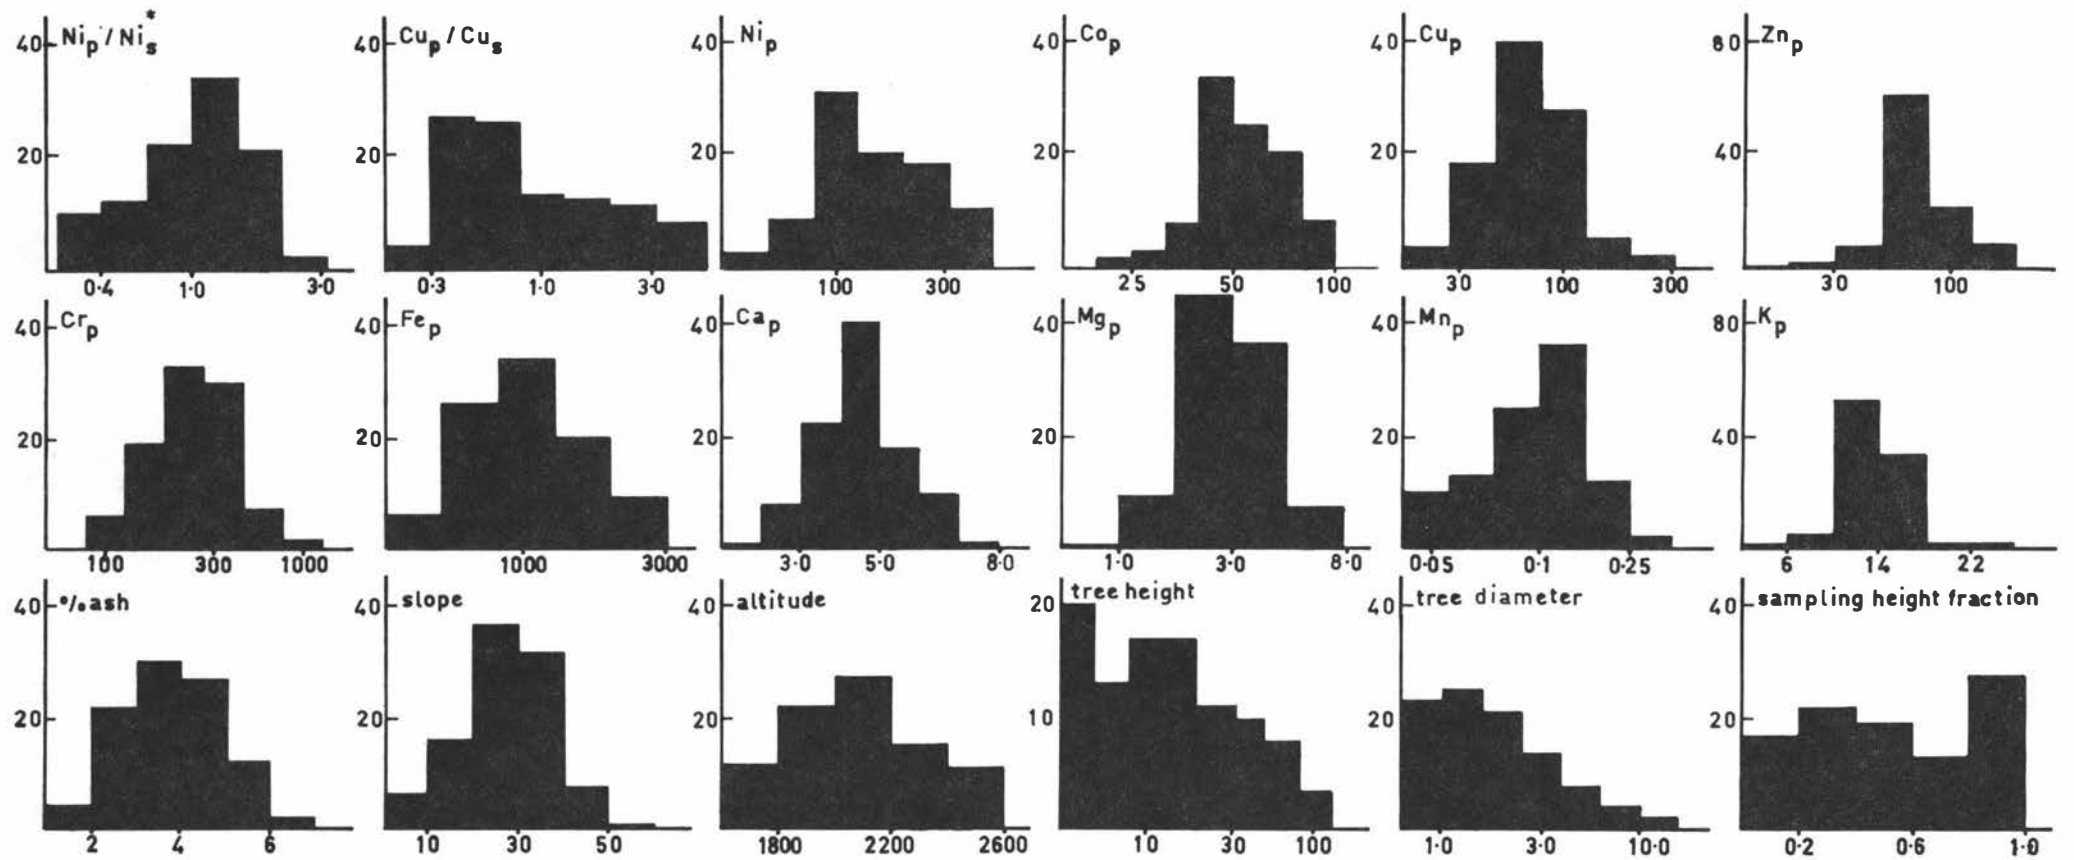 40 Nip/Nis* 40 Cup/Cus 40 Nip 40 Cop 40 Cup 80 Znp
20 20 20 20 20 40
0·4 1·0 3·0 0·3 1·0 3·0 100 300 25 50 100 30 100 300 30 100
40 Crp 40 Fep 40 Cap 40 Mgp 40 Mnp 80 Kp
20 20 20 20 20 40
100 300 1000 1000 3000 3·0 5·0 8·0 1·0 3·0 8·0 0·05 0·1 0·25 6 14 22
40 % ash 40 slope 40 altitude 20 tree height 40 tree diameter 40 sampling height fraction
20 20 20 10 20 20
2 4 6 10 30 50 1800 2200 2600 10 30 100 1·0 3·0 10·0 0·2 0·6 1·0